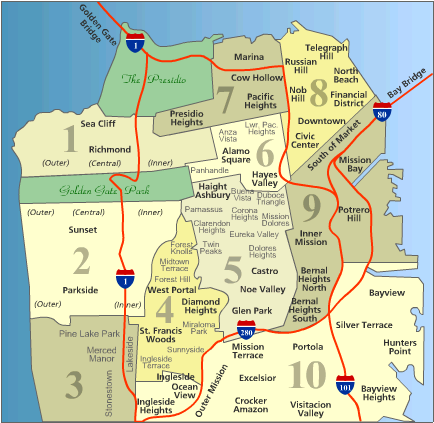 Golden Gate
Bridge
1
The Presidio
Marina
Cow Hollow
Pacific
Heights
7
Presidio
Heights
Telegraph
Hill
Russian
Hill
North
Beach
Nob
Hill
8
Financial
District
Downtown
Civic
Center
Bay Bridge
80
South of Market
Mission
Bay
1
Sea Cliff
Richmond
(Outer)
(Central)
(Inner)
Anza
Vista
Lwr, Pac.
Heights
Alamo
Square
6
Hayes
Valley
Panhandle
Golden Gate Park
(Outer)
(Central)
(Inner)
Sunset
2
Parkside
(Outer)
(Inner)
1
Haight
Ashbury
Buena
Vista
Duboce
Triangle
Parnassus
Corona
Heights
Mission
Dolores
Clarendon
Heights
Eureka Valley
Twin
Peaks
Dolores
Heights
5
Castro
Noe Valley
Glen Park
9
Potrero
Hill
Inner
Mission
Bernal
Heights
North
Bernal
Heights
South
Forest
Knolls
Midtown
Terrace
Forest Hill
West Portal
4
Diamond
Heights
St. Francis
Woods
Miraloma
Park
Sunnyside
Ingleside
Terrace
Ingleside
Ocean
View
Ingleside
Heights
Pine Lake Park
Merced
Manor
Lakeside
3
Stonestown
Outer Mission
280
Mission
Terrace
Portola
Excelsior
10
Crocker
Amazon
Visitacion
Valley
Bayview
Silver Terrace
Hunters
Point
101
Bayview
Heights